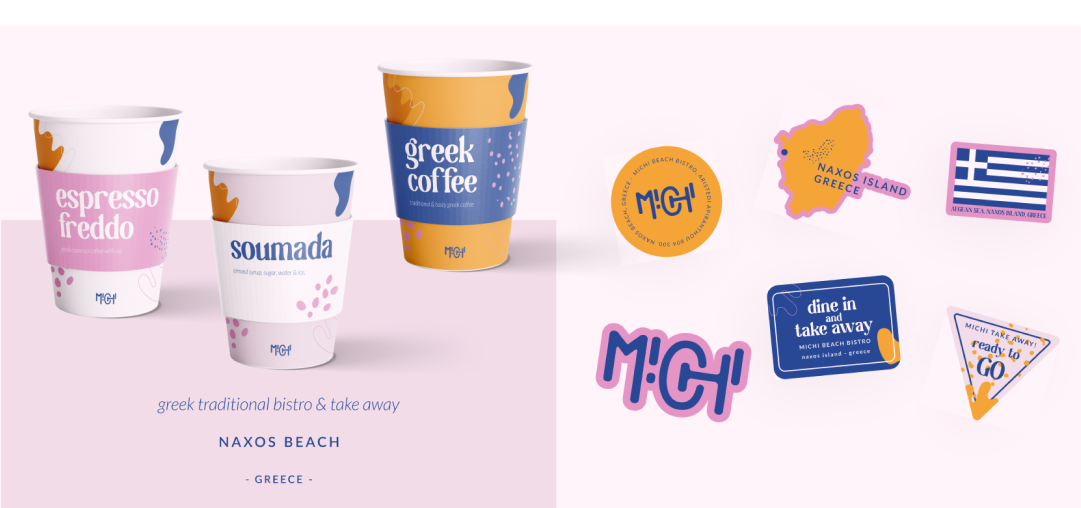 espresso
freddo
MiCHI
soumada
almond syrup, sugar, water & ice.
MiCHI
greek
coffee
traditional & tasty greek coffee
MiCHI
greek traditional bistro & take away
NAXOS BEACH
- GREECE -
MICHI BEACH BISTRO,
NAXOS BEACH, GREECE
MiCHI
NAXOS ISLAND
GREECE
AEGEAN SEA, NAXOS ISLAND GREECE
MiCHI
dine in
and
take away
MICHI BEACH BISTRO
naxos island - greece
MICHI TAKE AWAY!
ready to
GO